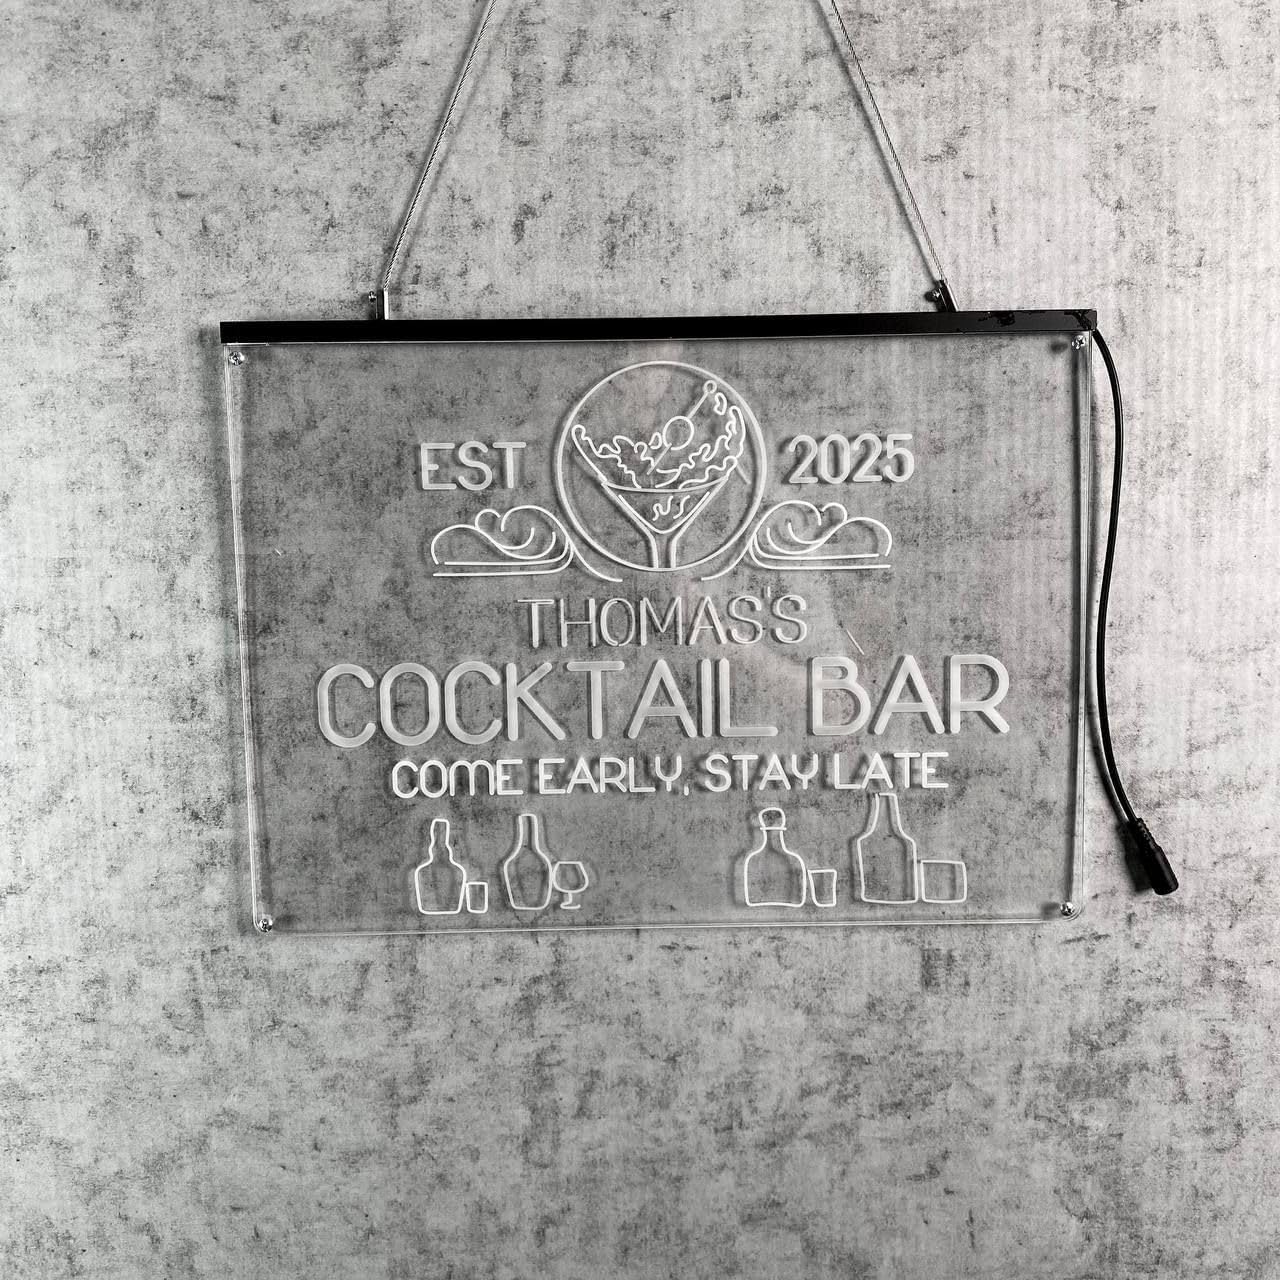 EST 2025
THOMAS'S
COCKTAIL BAR
COME EARLY, STAY LATE